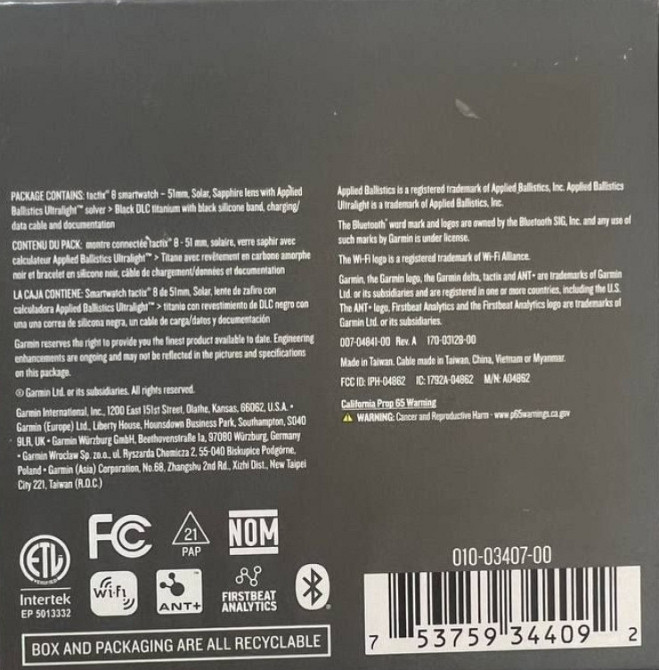 PACKAGE CONTAINS: tactix® 8 smartwatch – 51mm, Solar, Sapphire lens with Applied
Ballistics Ultralight™ solver > Black DLC titanium with black silicone band, charging/
data cable and documentation
CONTENU DU PACK: montre connectée tactix® 8 - 51 mm, solaire, verre saphir avec
calculateur Applied Ballistics Ultralight™ > Titane avec revêtement en carbone amorphe
noir et bracelet en silicone noir, câble de chargement/données et documentation
LA CAJA CONTIENE: Smartwatch tactix® 8 de 51mm, Solar, lente de zafiro con
calculadora Applied Ballistics Ultralight™ > titanio con revestimiento de DLC negro con
una uno correa de silicona negra, un cable de carga/datos y documentación
Garmin reserves the right to provide you the finest product available to date. Engineering
enhancements are ongoing and may not be reflected in the pictures and specifications
on this package.
© Garmin Ltd. or its subsidiaries. All rights reserved.
Garmin International, Inc., 1200 East 151st Street, Olathe, Kansas, 66062, U.S.A. •
Garmin (Europe) Ltd., Liberty House, Hounsdown Business Park, Southampton, SO40
9LR, UK • Garmin Würzburg GmbH, Beethovenstraße 1a, 97080 Würzburg, Germany
• Garmin Wrocław Sp. zo.o., ul. Ryszarda Chomicza 2, 55-040 Biskupice Podgórne,
Poland • Garmin (Asia) Corporation, No.68, Zhangshu 2nd Rd., Xizhi Dist., New Taipei
City 221, Taiwan (R.O.C.)
Applied Ballistics is a registered trademark of Applied Ballistics, Inc. Applied Ballistics
Ultralight is a trademark of Applied Ballistics, Inc.
The Bluetooth® word mark and logos are owned by the Bluetooth SIG, Inc. and any use of
such marks by Garmin is under license.
The Wi-Fi logo is a registered trademark of Wi-Fi Alliance.
Garmin, the Garmin logo, the Garmin delta, tactix and ANT+ are trademarks of Garmin
Ltd. or its subsidiaries and are registered in one or more countries, including the U.S.
The ANT+ logo, Firstbeat Analytics and the Firstbeat Analytics logo are trademarks of
Garmin Ltd. or its subsidiaries.
007-04841-00 Rev. A 170-03129-00
Made in Taiwan. Cable made in Taiwan, China, Vietnam or Myanmar.
FCC ID: IPH-04862 IC: 1792A-04862 M/N: A04862
California Prop 65 Warning
WARNING: Cancer and Reproductive Harm - www.p65warnings.ca.gov
ETL
VERIFIED
Intertek
EP 5013332
FC
21
PAP
NOM
Wi-Fi
ANT+
FIRSTBEAT
ANALYTICS
BOX AND PACKAGING ARE ALL RECYCLABLE
010-03407-00
7 53759 34409 2